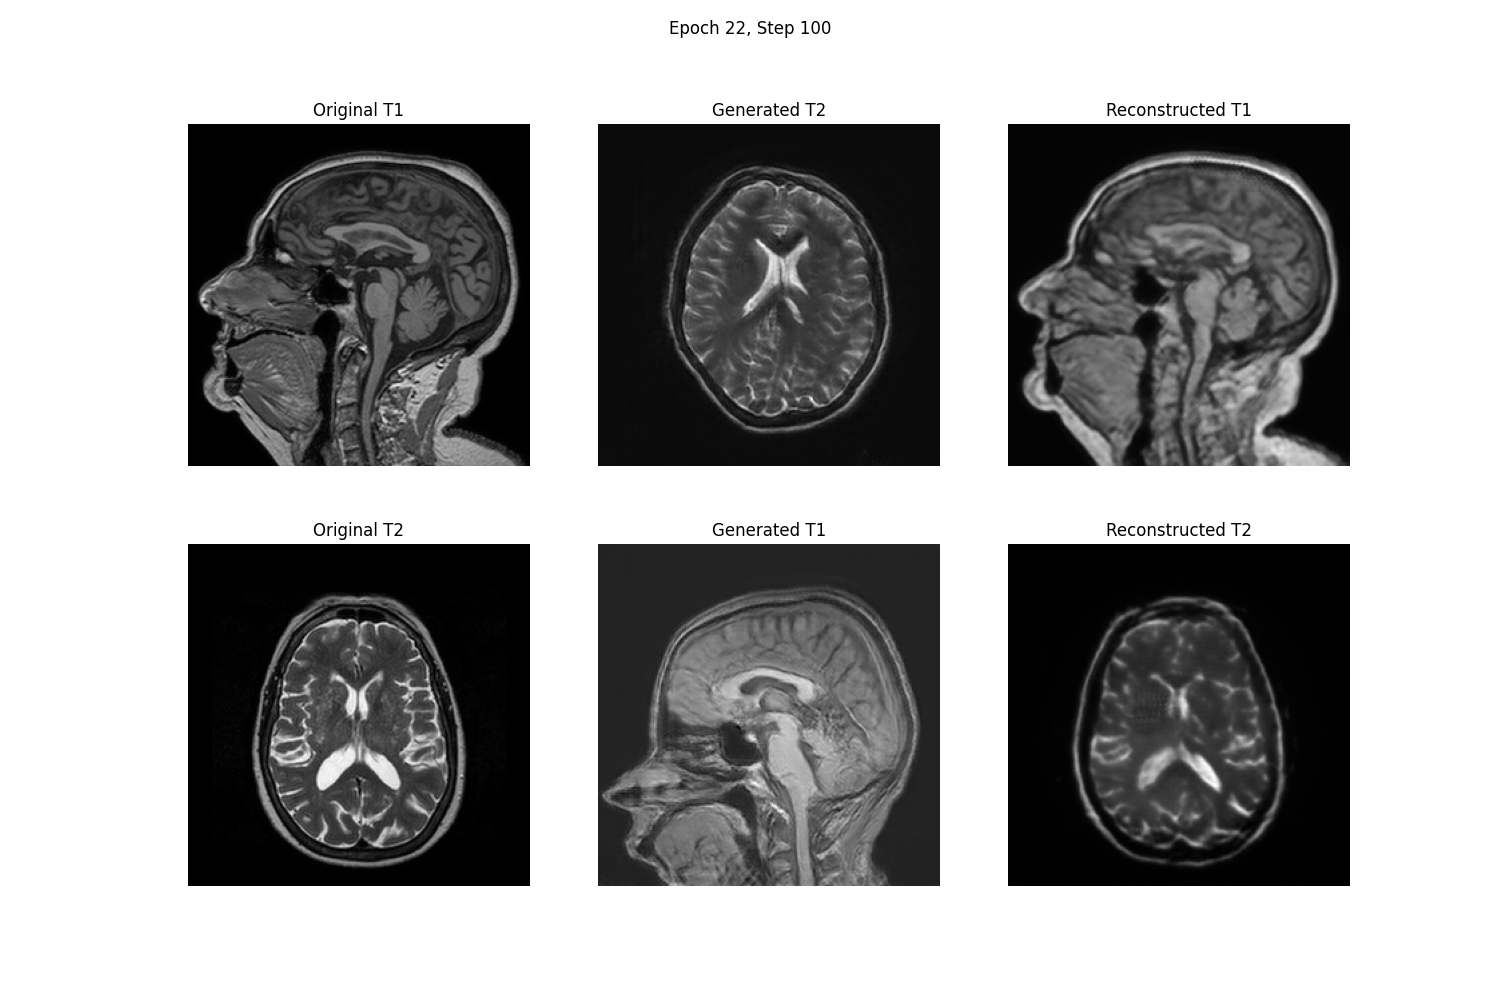 Epoch 22, Step 100
Original T1
Generated T2
Reconstructed T1
Original T2
Generated T1
Reconstructed T2